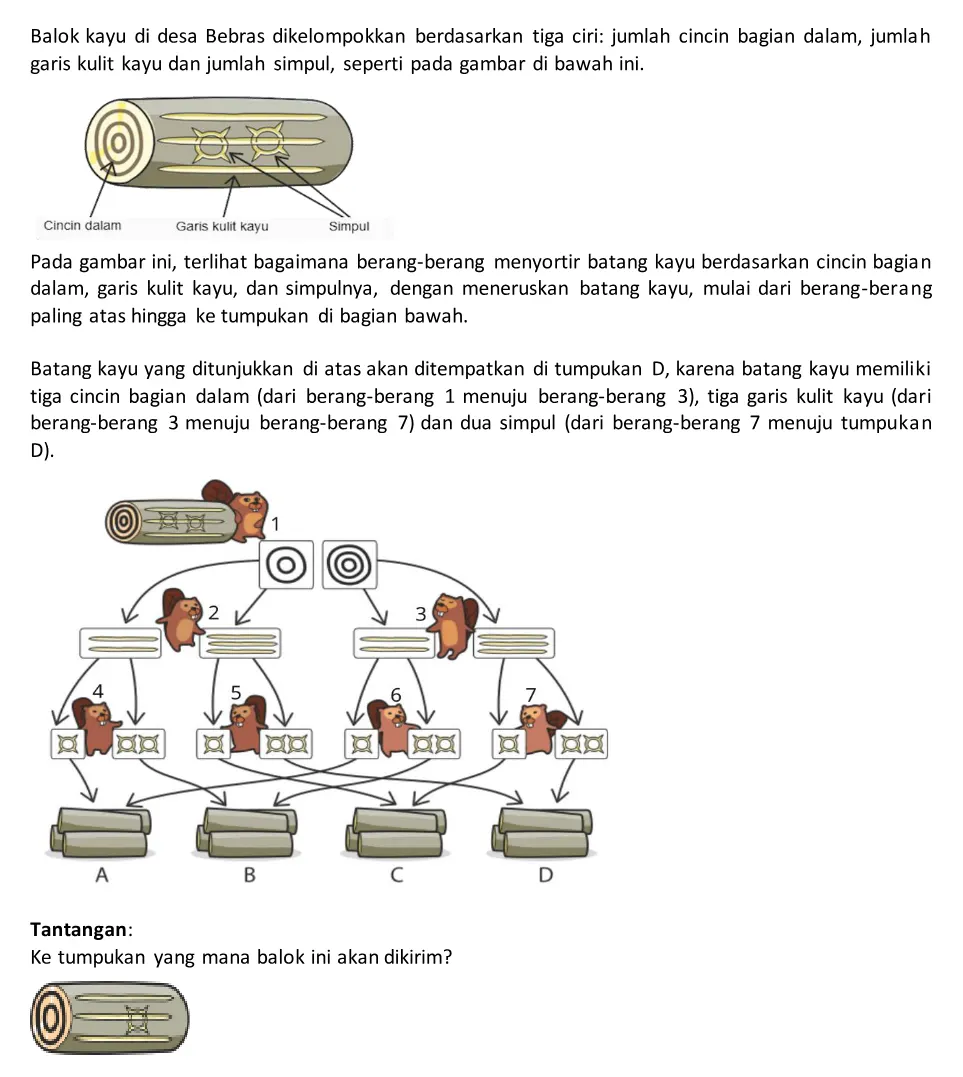 Balok kayu di desa Bebras dikelompokkan berdasarkan tiga ciri: jumlah cincin bagian dalam, jumlah
garis kulit kayu dan jumlah simpul, seperti pada gambar di bawah ini.
Cincin dalam Garis kulit kayu Simpul
Pada gambar ini, terlihat bagaimana berang-berang menyortir batang kayu berdasarkan cincin bagian
dalam, garis kulit kayu, dan simpulnya, dengan meneruskan batang kayu, mulai dari berang-berang
paling atas hingga ke tumpukan di bagian bawah.
Batang kayu yang ditunjukkan di atas akan ditempatkan di tumpukan D, karena batang kayu memiliki
tiga cincin bagian dalam (dari berang-berang 1 menuju berang-berang 3), tiga garis kulit kayu (dari
berang-berang 3 menuju berang-berang 7) dan dua simpul (dari berang-berang 7 menuju tumpukan
D).
1
2 3
4 5 6 7
A B C D
Tantangan:
Ke tumpukan yang mana balok ini akan dikirim?